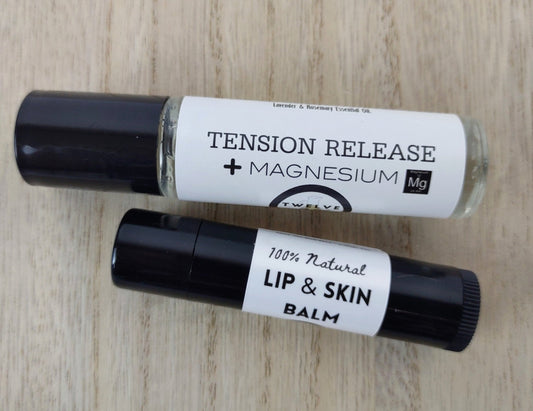 Lavender & Rosemary Essential Oil
TENSION RELEASE
+ MAGNESIUM
Mg
TWELVE
100% Natural
LIP & SKIN
BALM